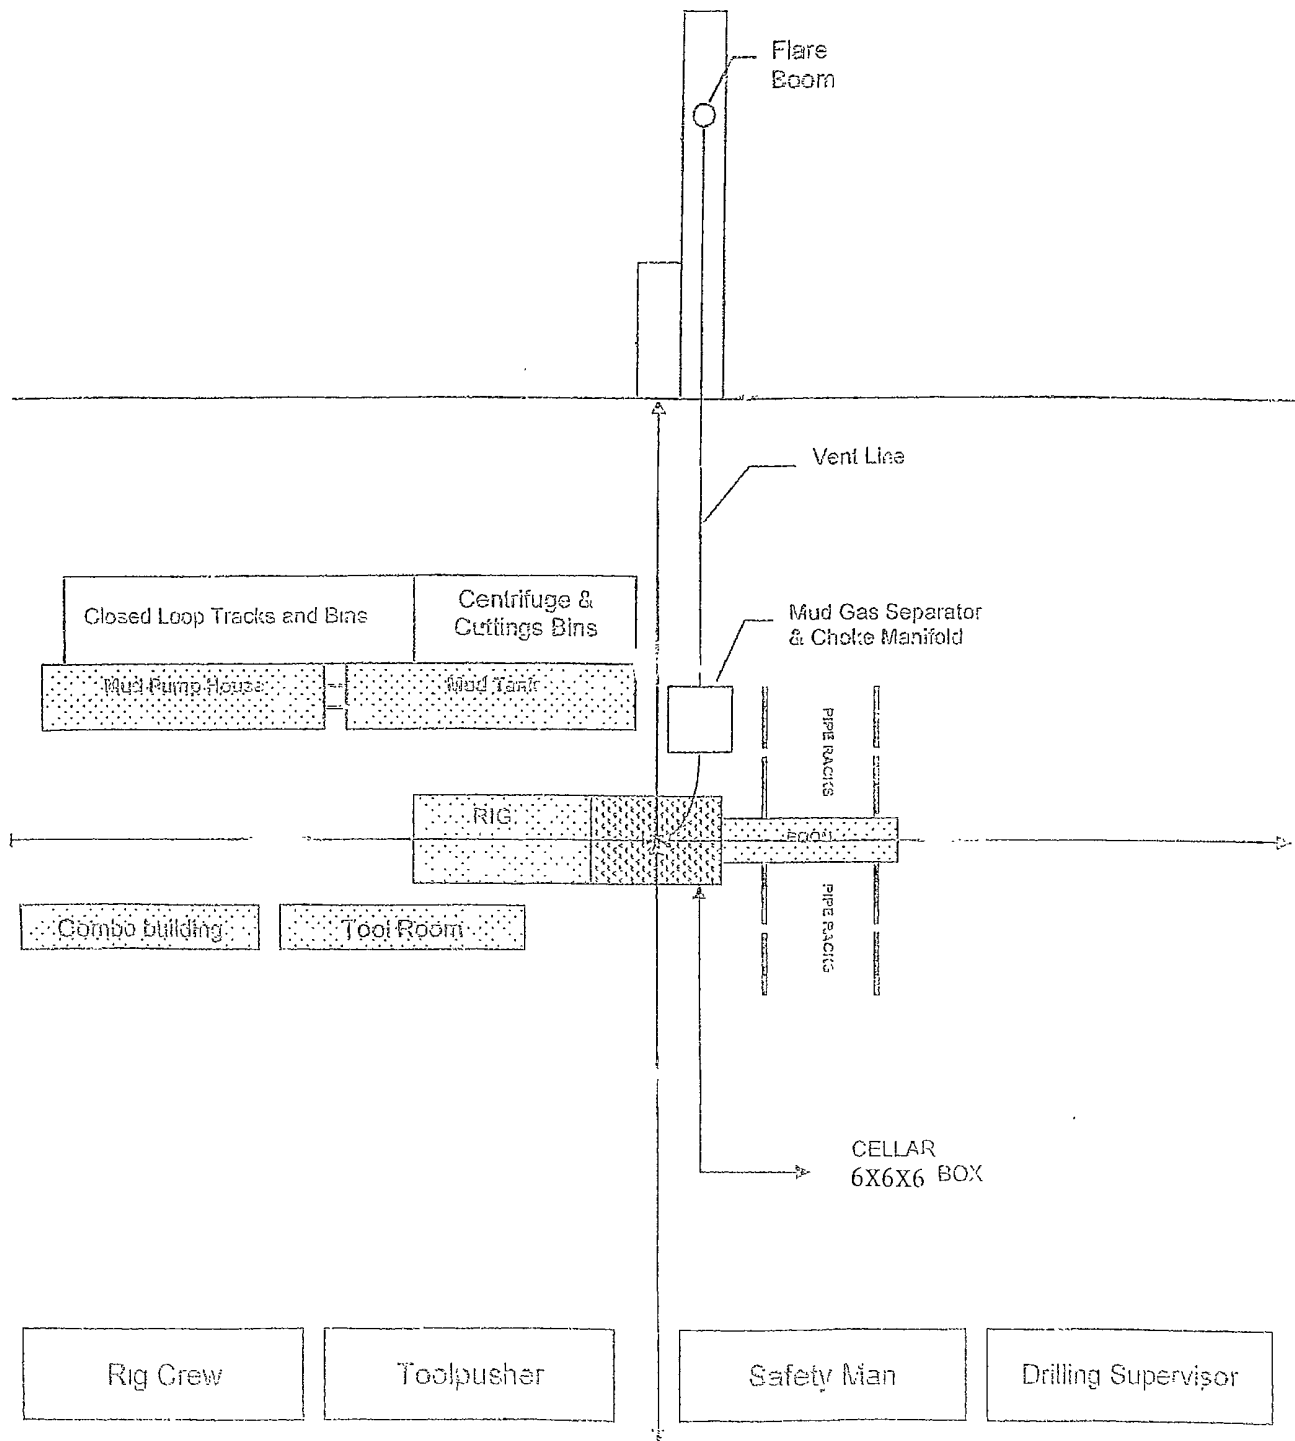 Flare
Boom
Vent Line
Closed Loop Tracks and Bins
Centrifuge &
Cuttings Bins
Mud Gas Separator
& Choke Manifold
Mud Pump House
Mud Tank
PIPE RACKS
RIG
Combo building
Tool Room
PIPE RACKS
CELLAR
6X6X6 BOX
Rig Crew
Toolpusher
Safety Man
Drilling Supervisor